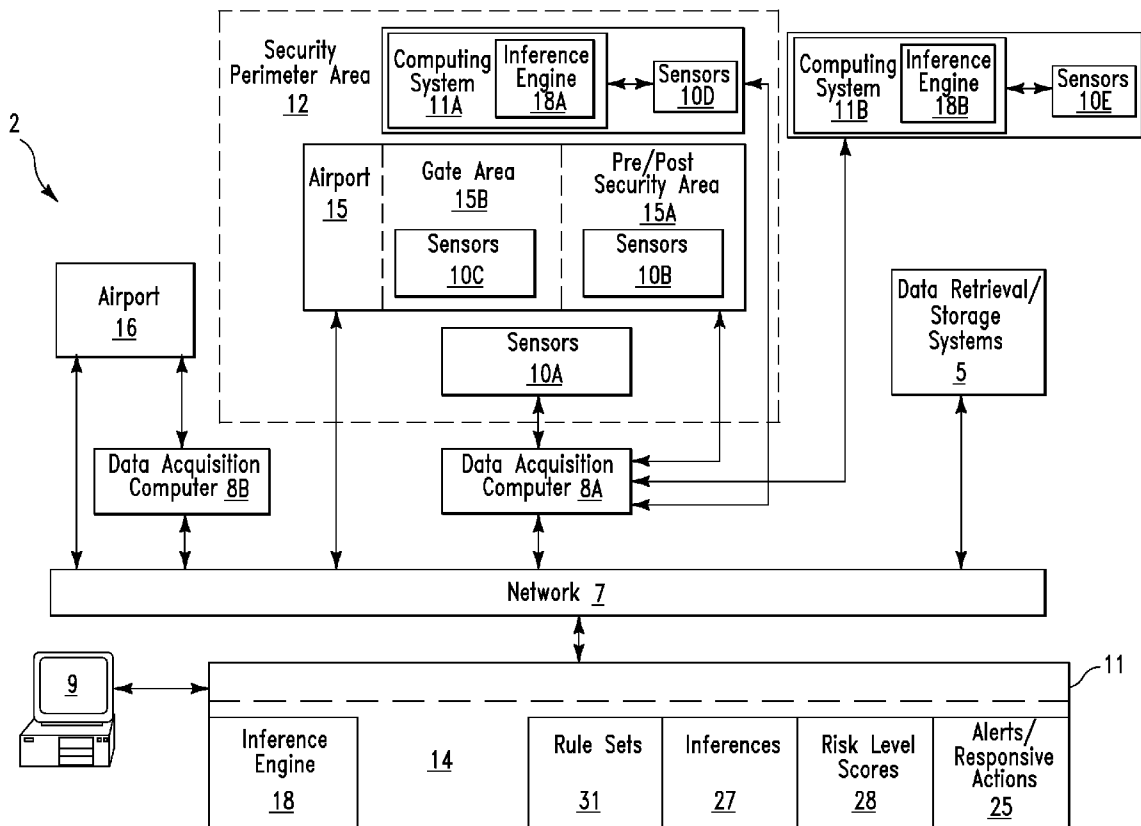 2
Security
Perimeter Area
12
Computing
System
11A
Inference
Engine
18A
Sensors
10D
Computing
System
11B
Inference
Engine
18B
Sensors
10E
Airport
15
Gate Area
15B
Sensors
10C
Pre/Post
Security Area
15A
Sensors
10B
Airport
16
Sensors
10A
Data Retrieval/
Storage
Systems
5
Data Acquisition
Computer 8B
Data Acquisition
Computer 8A
Network 7
9
11
Inference
Engine
18
14
Rule Sets
31
Inferences
27
Risk Level
Scores
28
Alerts/
Responsive
Actions
25